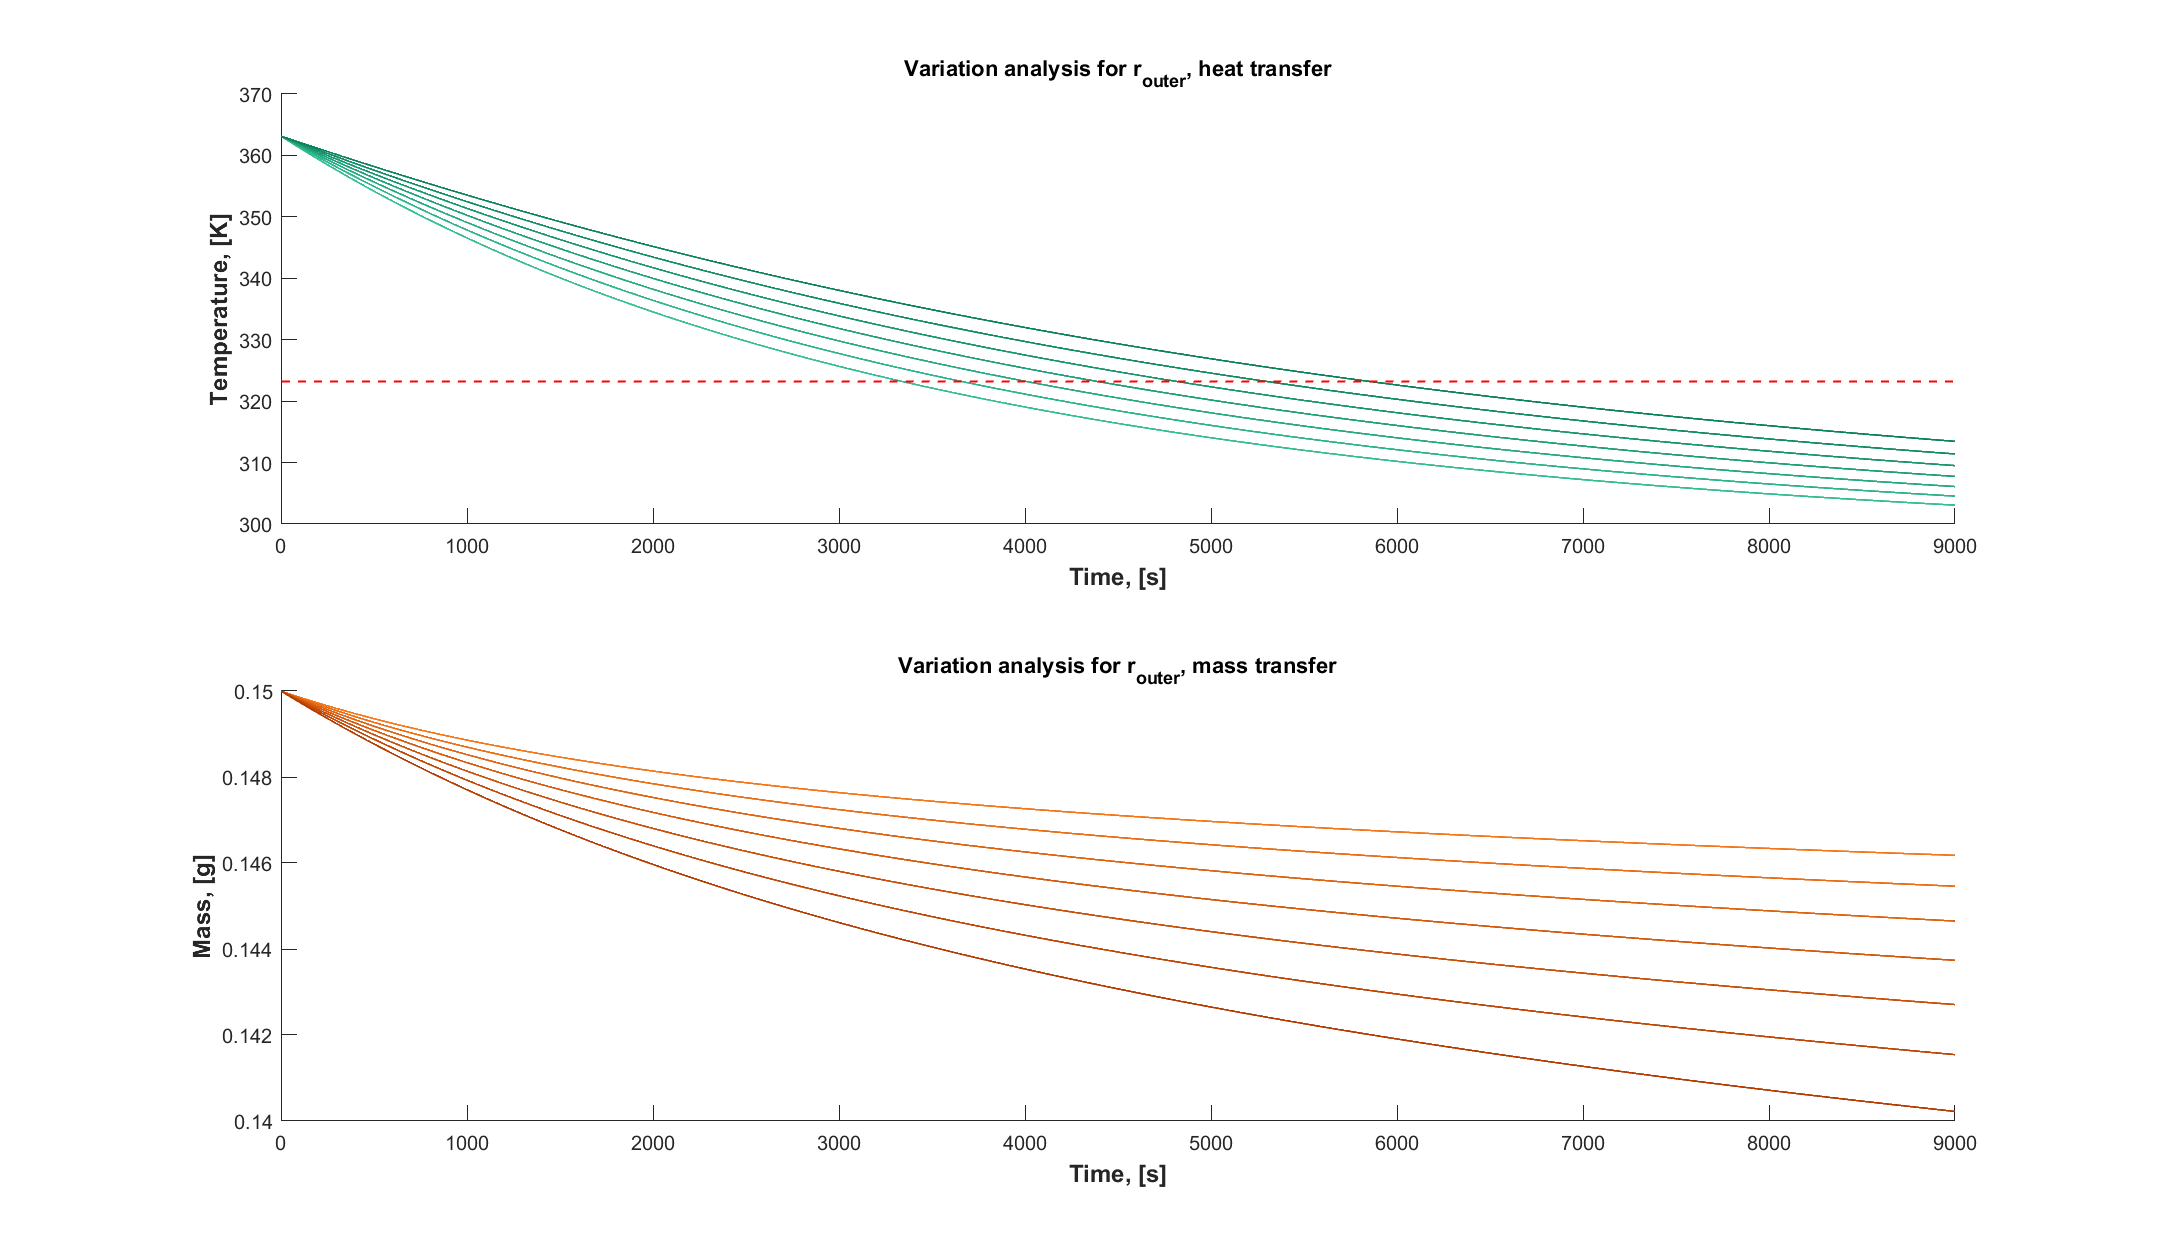 Variation analysis for r_outer, heat transfer
370
360
350
340
330
320
310
300
Temperature, [K]
0 1000 2000 3000 4000 5000 6000 7000 8000 9000
Time, [s]
Variation analysis for r_outer, mass transfer
0.15
0.148
0.146
0.144
0.142
0.14
Mass, [g]
0 1000 2000 3000 4000 5000 6000 7000 8000 9000
Time, [s]